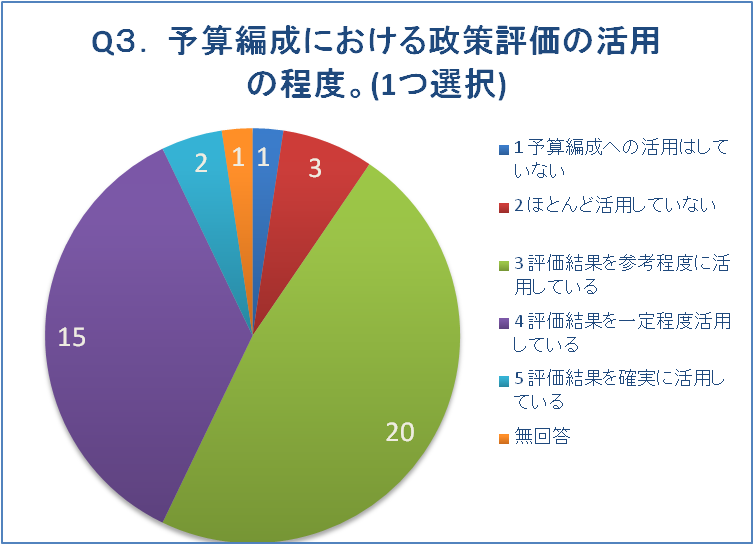 Q３．予算編成における政策評価の活用
の程度。(1つ選択)
1
3
20
15
2
1
1 予算編成への活用はして
いない
2 ほとんど活用していない
3 評価結果を参考程度に活
用している
4 評価結果を一定程度活用
している
5 評価結果を確実に活用し
ている
無回答